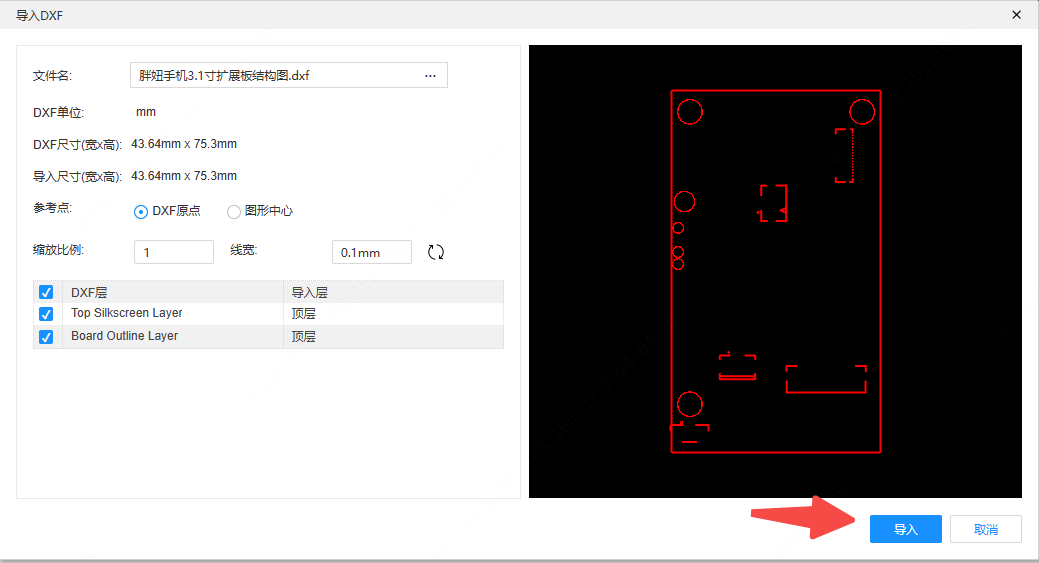 导入DXF
文件名: 胖妞手机3.1寸扩展板结构图.dxf ...
DXF单位: mm
DXF尺寸(宽x高): 43.64mm x 75.3mm
导入尺寸(宽x高): 43.64mm x 75.3mm
参考点: DXF原点 图形中心
缩放比例: 1 线宽: 0.1mm
DXF层 导入层
Top Silkscreen Layer 顶层
Board Outline Layer 顶层
导入 取消